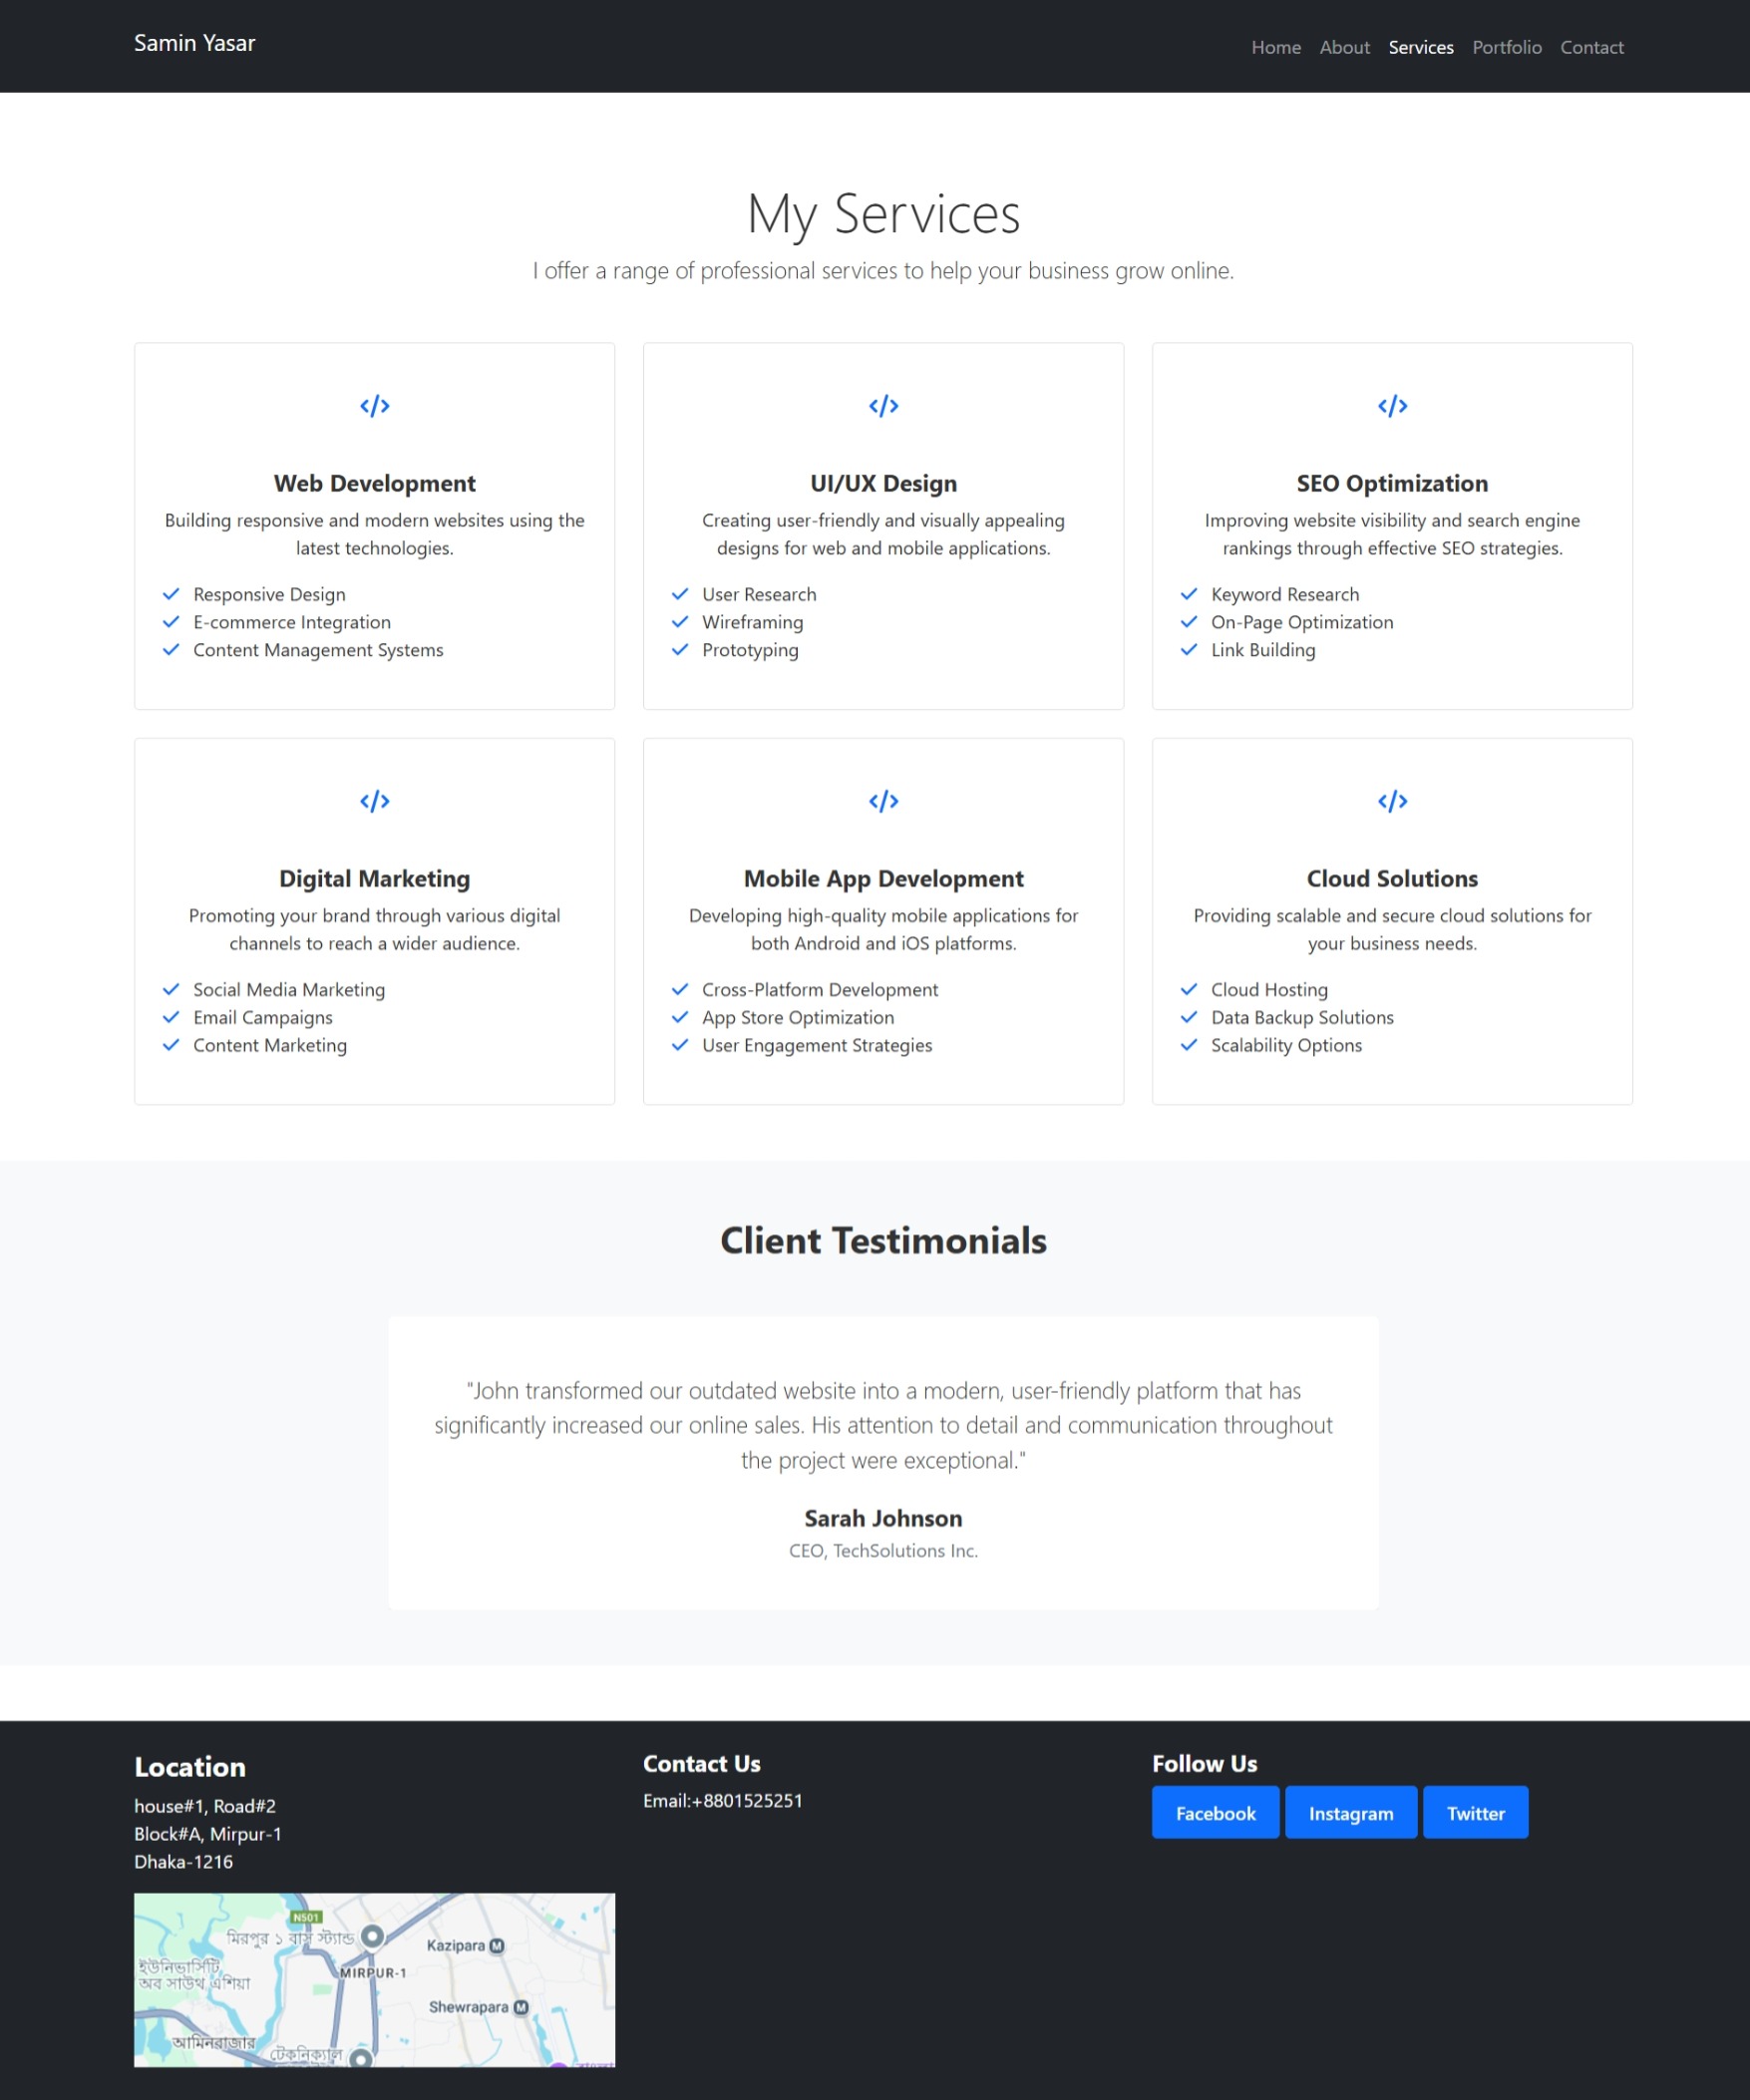 Samin Yasar
Home About Services Portfolio Contact
My Services
I offer a range of professional services to help your business grow online.
Web Development
Building responsive and modern websites using the
latest technologies.
Responsive Design
E-commerce Integration
Content Management Systems
UI/UX Design
Creating user-friendly and visually appealing
designs for web and mobile applications.
User Research
Wireframing
Prototyping
SEO Optimization
Improving website visibility and search engine
rankings through effective SEO strategies.
Keyword Research
On-Page Optimization
Link Building
Digital Marketing
Promoting your brand through various digital
channels to reach a wider audience.
Social Media Marketing
Email Campaigns
Content Marketing
Mobile App Development
Developing high-quality mobile applications for
both Android and iOS platforms.
Cross-Platform Development
App Store Optimization
User Engagement Strategies
Cloud Solutions
Providing scalable and secure cloud solutions for
your business needs.
Cloud Hosting
Data Backup Solutions
Scalability Options
Client Testimonials
"John transformed our outdated website into a modern, user-friendly platform that has
significantly increased our online sales. His attention to detail and communication throughout
the project were exceptional."
Sarah Johnson
CEO, TechSolutions Inc.
Location
house#1, Road#2
Block#A, Mirpur-1
Dhaka-1216
N501
মিরপুর ১ বাস স্ট্যান্ড
Kazipara
ইউনিভার্সিটি
অব সাউথ এশিয়া
MIRPUR-1
Shewrapara
আমিনবাজার
টেকনিক্যাল
Contact Us
Email:+8801525251
Follow Us
Facebook Instagram Twitter